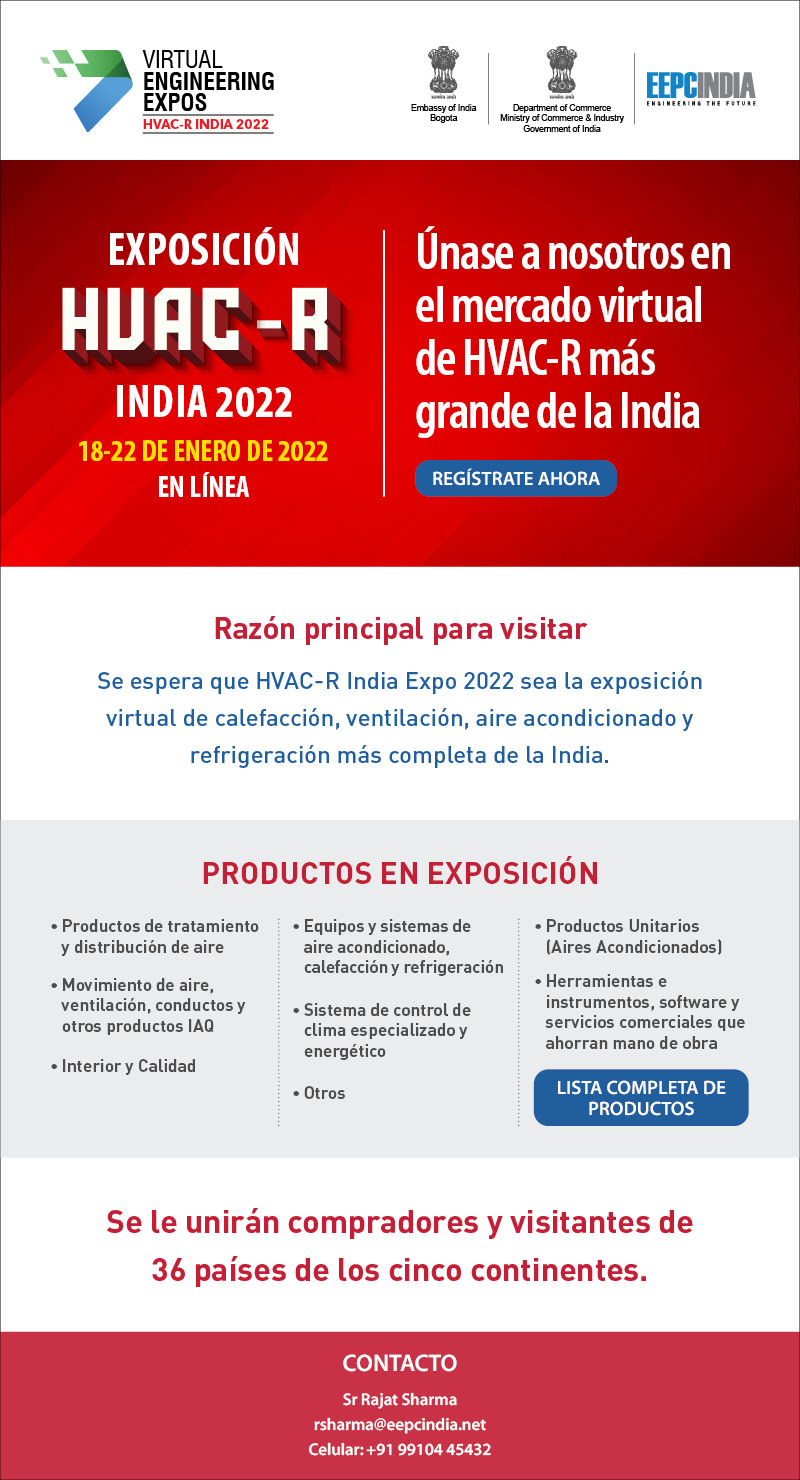 VIRTUAL
ENGINEERING
EXPOS
HVAC-R INDIA 2022
Embassy of India
Bogota
Department of Commerce
Ministry of Commerce & Industry
Government of India
EEPCINDIA
ENGINEERING THE FUTURE
EXPOSICIÓN
HVAC-R
INDIA 2022
18-22 DE ENERO DE 2022
EN LÍNEA
Únase a nosotros en
el mercado virtual
de HVAC-R más
grande de la India
REGÍSTRATE AHORA
Razón principal para visitar
Se espera que HVAC-R India Expo 2022 sea la exposición
virtual de calefacción, ventilación, aire acondicionado y
refrigeración más completa de la India.
PRODUCTOS EN EXPOSICIÓN
• Productos de tratamiento
y distribución de aire
• Movimiento de aire,
ventilación, conductos y
otros productos IAQ
• Interior y Calidad
• Equipos y sistemas de
aire acondicionado,
calefacción y refrigeración
• Sistema de control de
clima especializado y
energético
• Otros
• Productos Unitarios
(Aires Acondicionados)
• Herramientas e
instrumentos, software y
servicios comerciales que
ahorran mano de obra
LISTA COMPLETA DE
PRODUCTOS
Se le unirán compradores y visitantes de
36 países de los cinco continentes.
CONTACTO
Sr Rajat Sharma
rsharma@eepcindia.net
Celular: +91 99104 45432